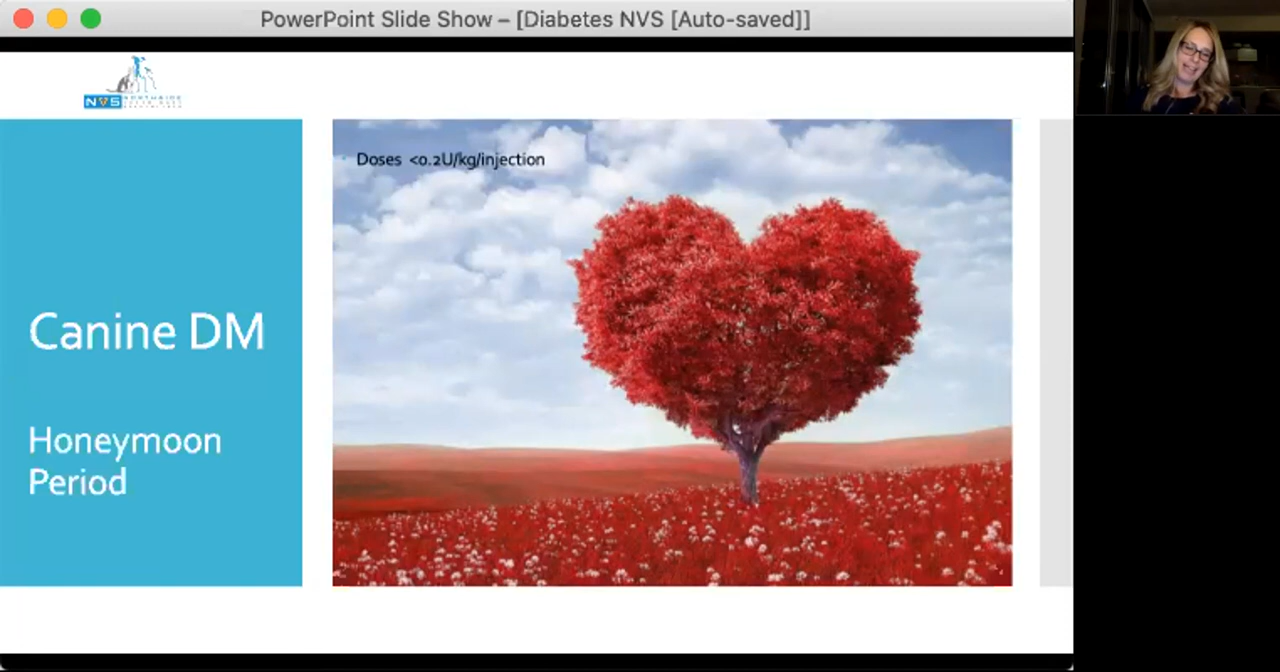 PowerPoint Slide Show – [Diabetes NVS [Auto-saved]]
NVS
Doses <0.2U/kg/injection
Canine DM
Honeymoon
Period